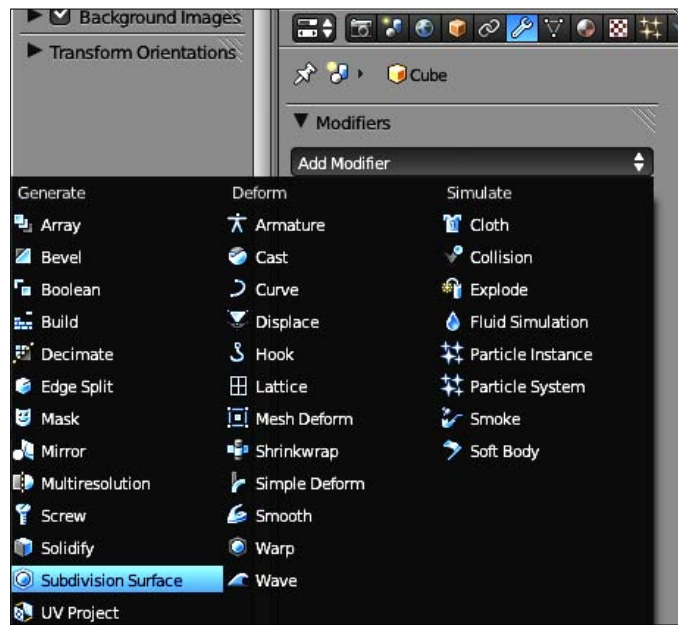 Background Images
Transform Orientations
Cube
Modifiers
Add Modifier
Generate
Array
Bevel
Boolean
Build
Decimate
Edge Split
Mask
Mirror
Multiresolution
Screw
Solidify
Subdivision Surface
UV Project
Deform
Armature
Cast
Curve
Displace
Hook
Lattice
Mesh Deform
Shrinkwrap
Simple Deform
Smooth
Warp
Wave
Simulate
Cloth
Collision
Explode
Fluid Simulation
Particle Instance
Particle System
Smoke
Soft Body